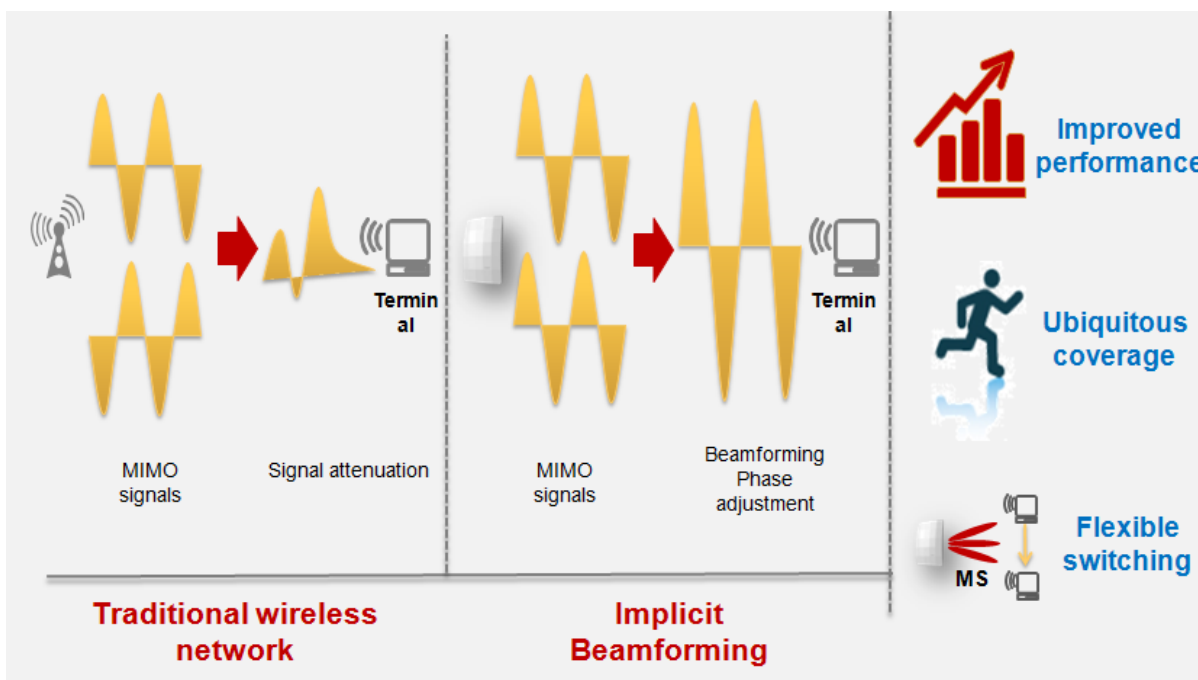 Termin
al
MIMO
signals
Signal attenuation
Traditional wireless
network
Termin
al
MIMO
signals
Beamforming
Phase
adjustment
Implicit
Beamforming
Improved
performance
Ubiquitous
coverage
MS
Flexible
switching